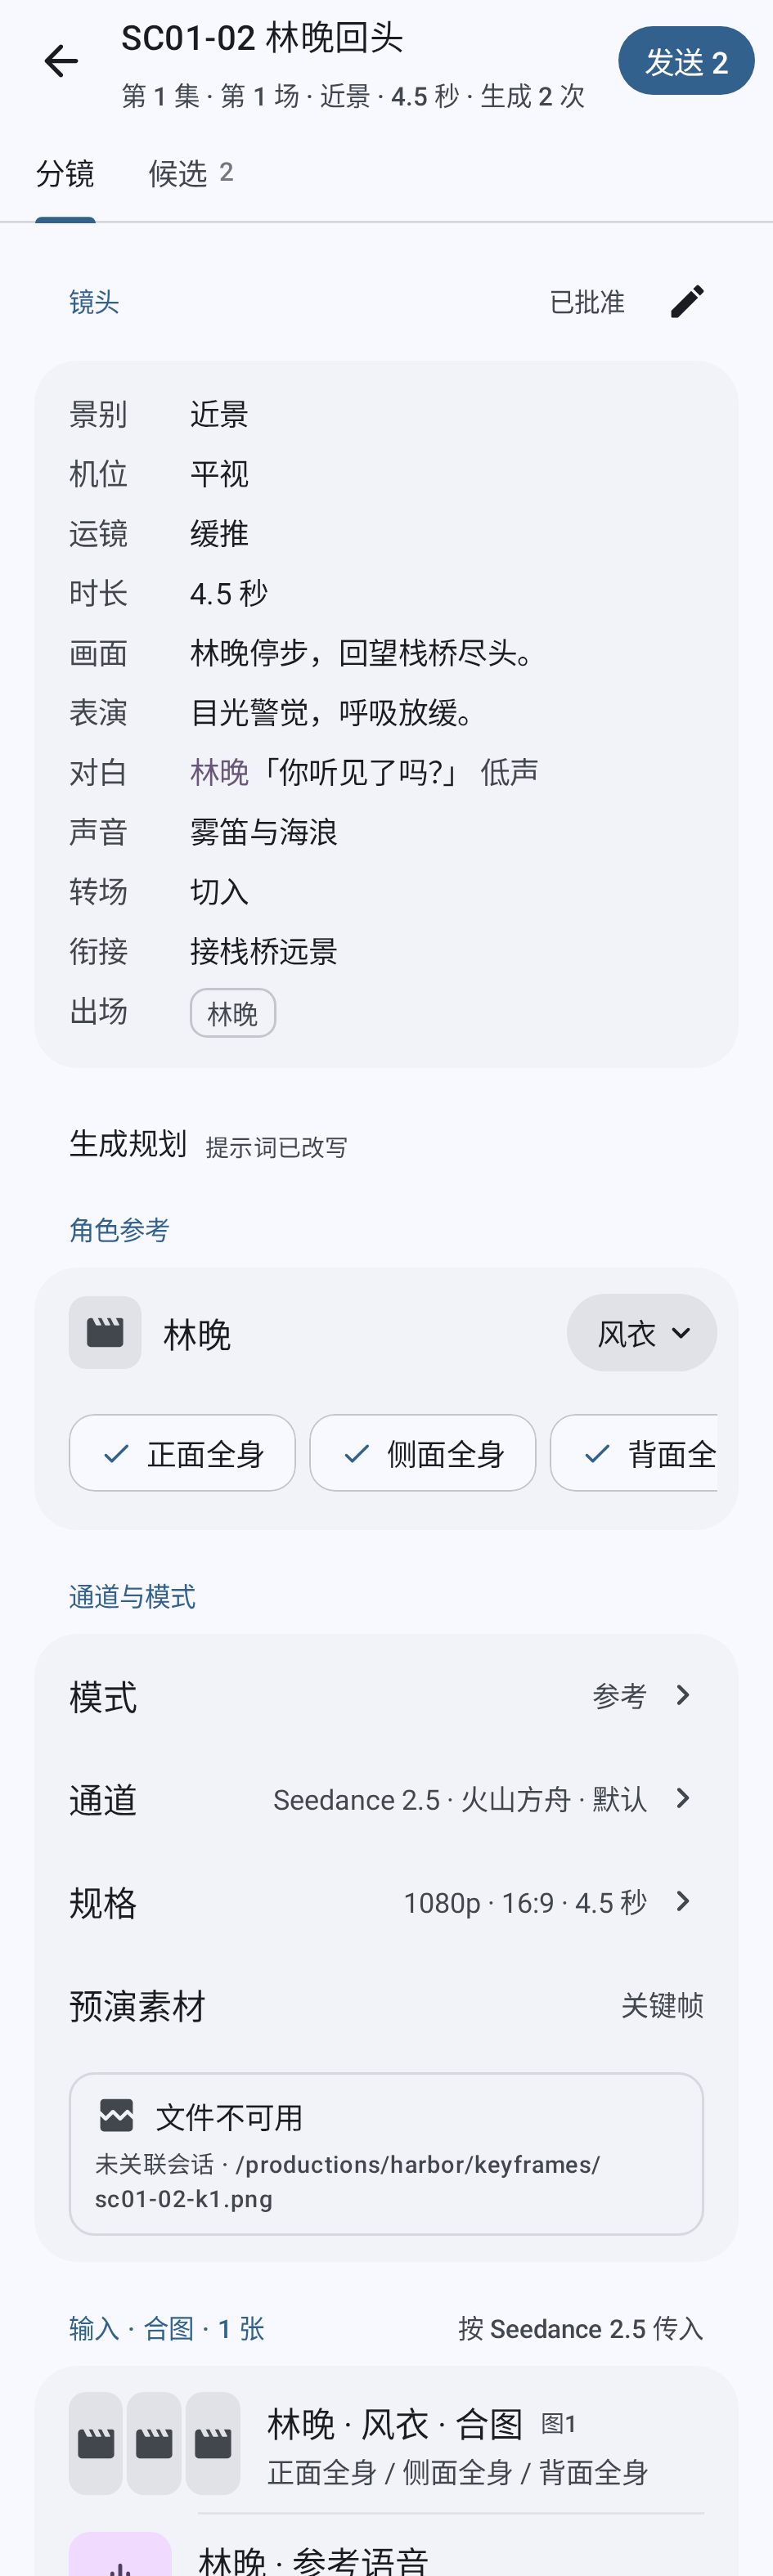 SC01-02 林晚回头
第 1 集 · 第 1 场 · 近景 · 4.5 秒 · 生成 2 次
发送 2
分镜
候选 2
镜头
已批准
景别 近景
机位 平视
运镜 缓推
时长 4.5 秒
画面 林晚停步，回望栈桥尽头。
表演 目光警觉，呼吸放缓。
对白 林晚「你听见了吗？」 低声
声音 雾笛与海浪
转场 切入
衔接 接栈桥远景
出场 林晚
生成规划 提示词已改写
角色参考
林晚
风衣
正面全身
侧面全身
背面全
通道与模式
模式 参考
通道 Seedance 2.5 · 火山方舟 · 默认
规格 1080p · 16:9 · 4.5 秒
预演素材 关键帧
文件不可用
未关联会话 · /productions/harbor/keyframes/
sc01-02-k1.png
输入 · 合图 · 1 张
按 Seedance 2.5 传入
林晚 · 风衣 · 合图 图1
正面全身 / 侧面全身 / 背面全身
林晚 · 参考语音